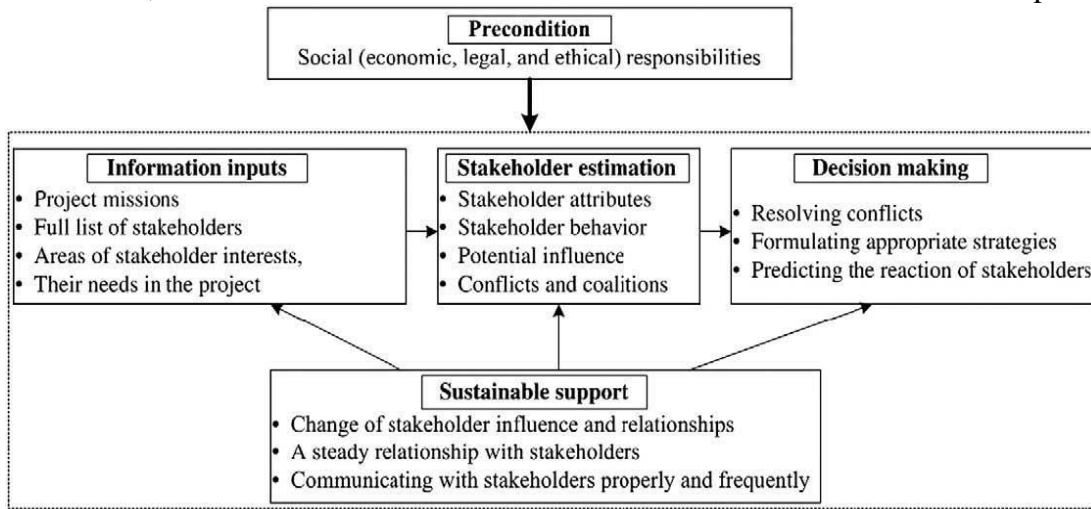 Precondition
Social (economic, legal, and ethical) responsibilities
Information inputs
• Project missions
• Full list of stakeholders
• Areas of stakeholder interests,
• Their needs in the project
Stakeholder estimation
• Stakeholder attributes
• Stakeholder behavior
• Potential influence
• Conflicts and coalitions
Decision making
• Resolving conflicts
• Formulating appropriate strategies
• Predicting the reaction of stakeholders
Sustainable support
• Change of stakeholder influence and relationships
• A steady relationship with stakeholders
• Communicating with stakeholders properly and frequently